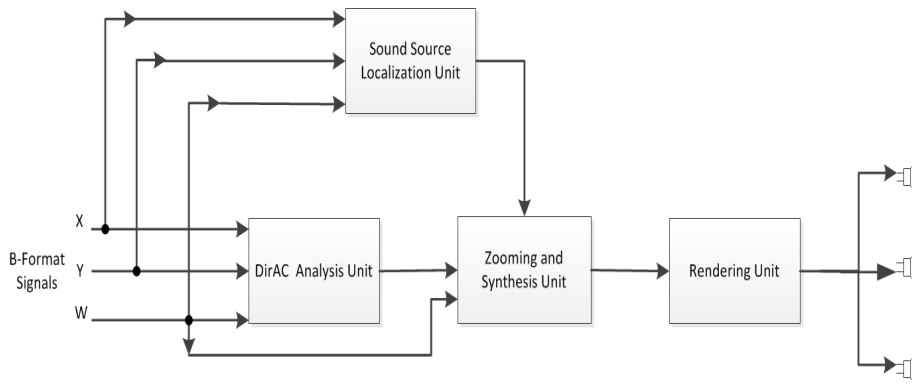 Sound Source
Localization Unit
X
B-Format
Signals
Y
W
DirAC Analysis Unit
Zooming and
Synthesis Unit
Rendering Unit